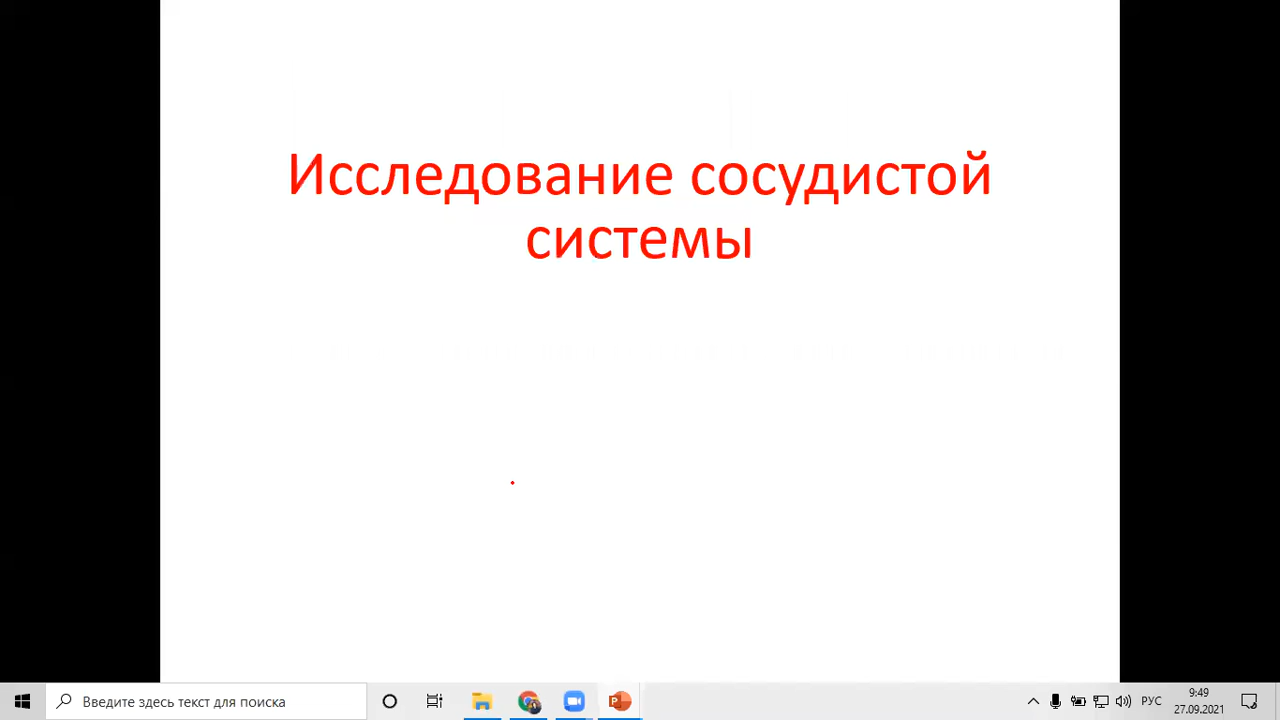 Исследование сосудистой
системы
Введите здесь текст для поиска
РУС
9:49
27.09.2021